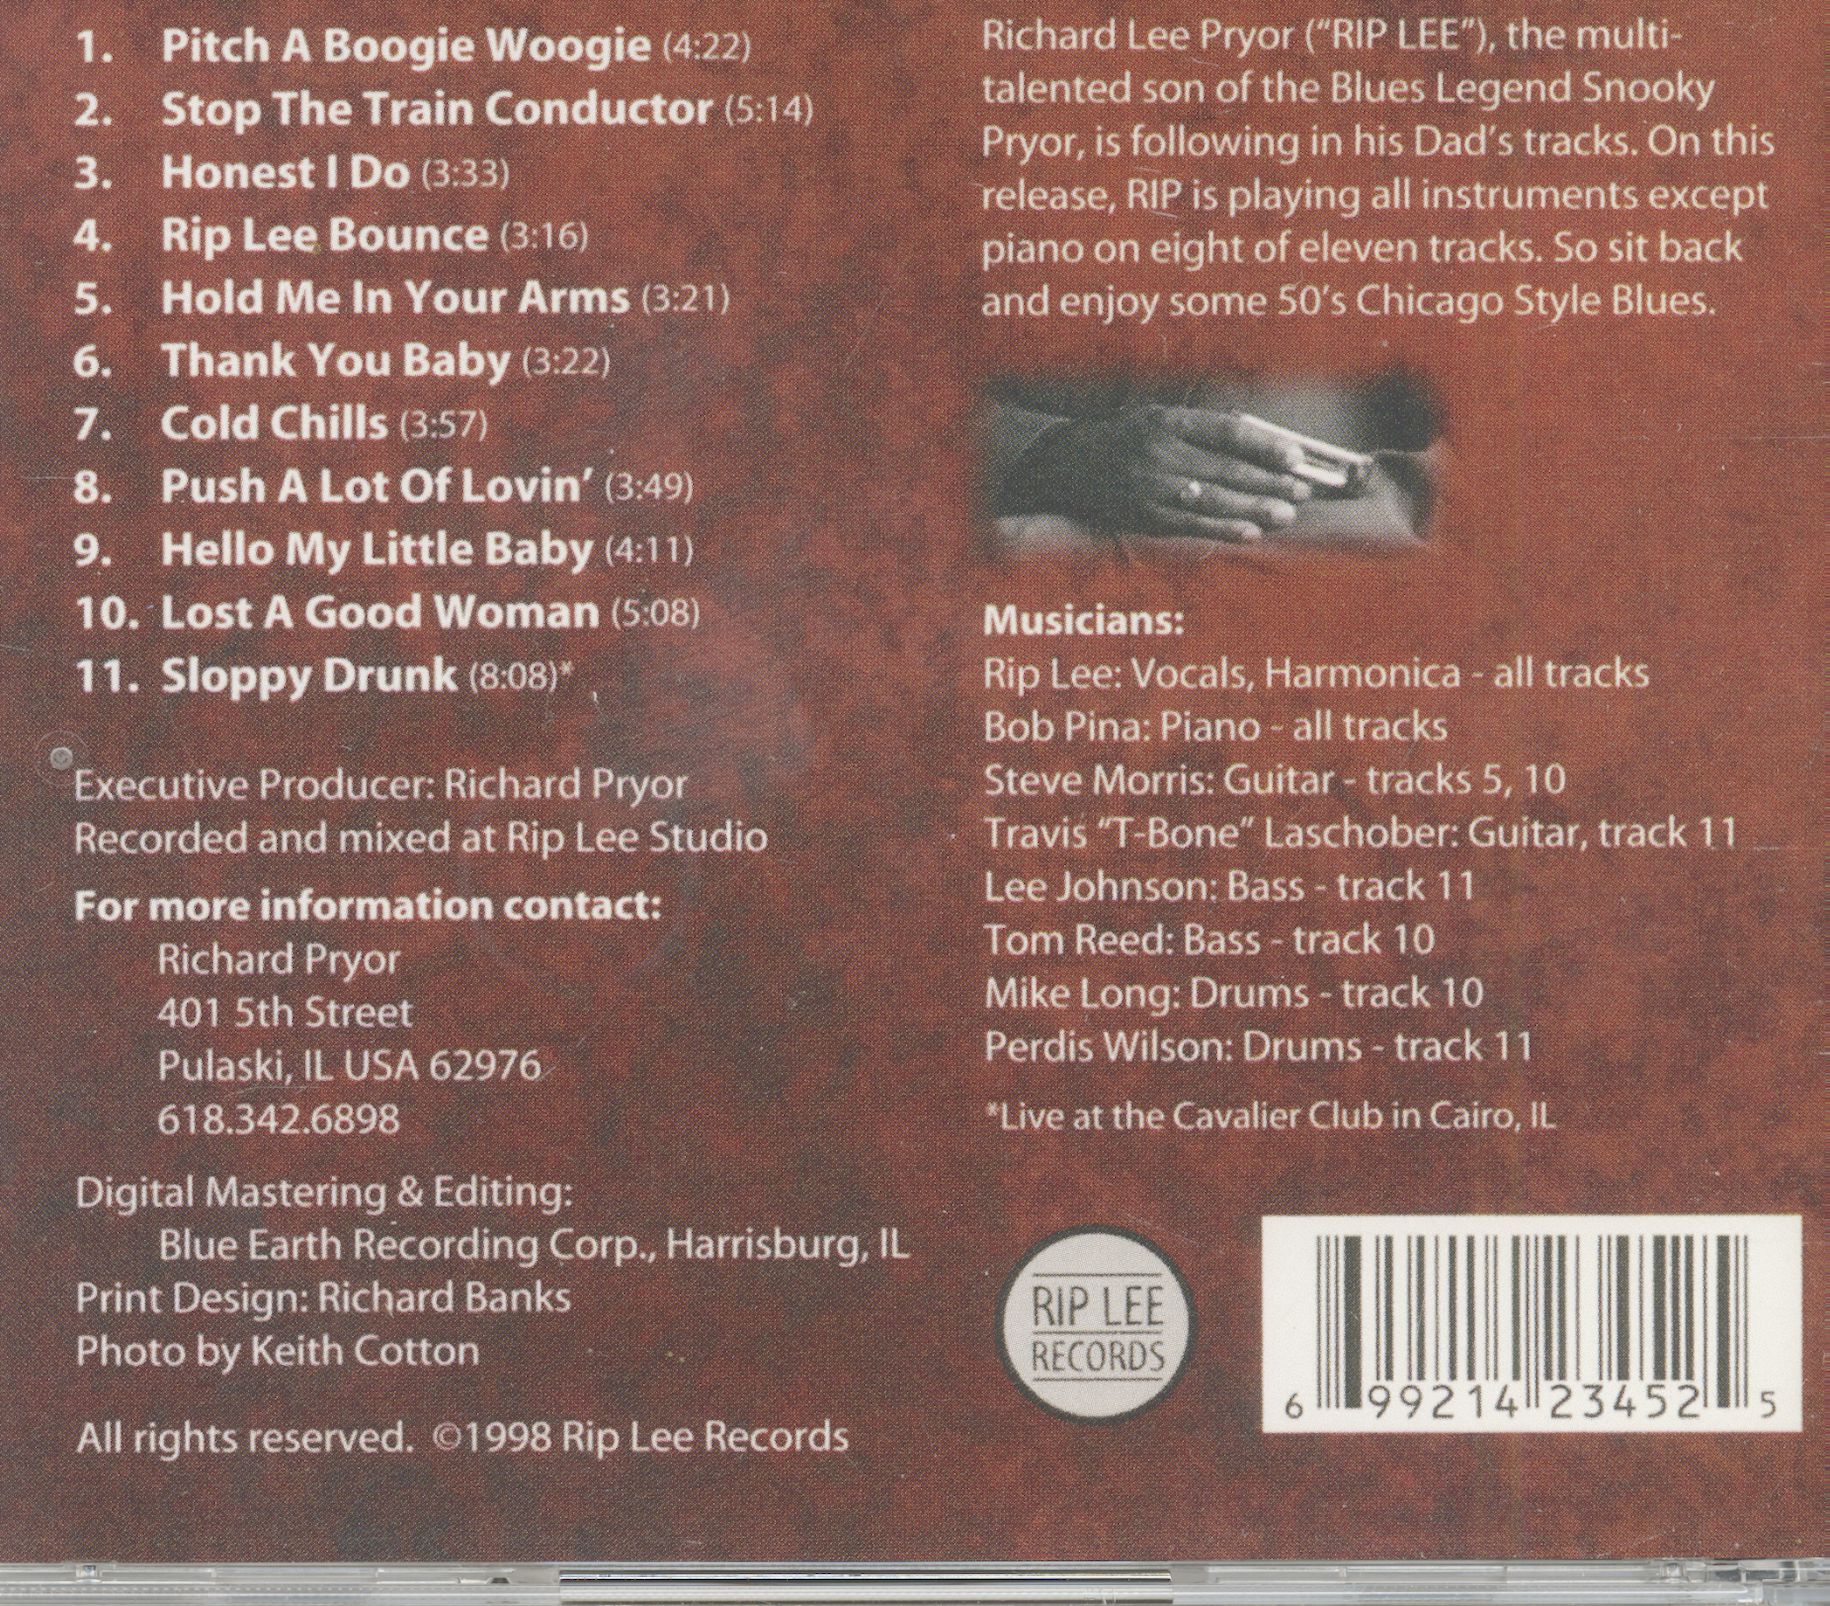 1. Pitch A Boogie Woogie (4:22)
2. Stop The Train Conductor (5:14)
3. Honest I Do (3:33)
4. Rip Lee Bounce (3:16)
5. Hold Me In Your Arms (3:21)
6. Thank You Baby (3:22)
7. Cold Chills (3:57)
8. Push A Lot Of Lovin’ (3:49)
9. Hello My Little Baby (4:11)
10. Lost A Good Woman (5:08)
11. Sloppy Drunk (8:08)*
Executive Producer: Richard Pryor
Recorded and mixed at Rip Lee Studio
For more information contact:
Richard Pryor
401 5th Street
Pulaski, IL USA 62976
618.342.6898
Digital Mastering & Editing:
Blue Earth Recording Corp., Harrisburg, IL
Print Design: Richard Banks
Photo by Keith Cotton
All rights reserved. ©1998 Rip Lee Records
Richard Lee Pryor (“RIP LEE”), the multi-
talented son of the Blues Legend Snooky
Pryor, is following in his Dad’s tracks. On this
release, RIP is playing all instruments except
piano on eight of eleven tracks. So sit back
and enjoy some 50’s Chicago Style Blues.
Musicians:
Rip Lee: Vocals, Harmonica - all tracks
Bob Pina: Piano - all tracks
Steve Morris: Guitar - tracks 5, 10
Travis “T-Bone” Laschober: Guitar, track 11
Lee Johnson: Bass - track 11
Tom Reed: Bass - track 10
Mike Long: Drums - track 10
Perdis Wilson: Drums - track 11
*Live at the Cavalier Club in Cairo, IL
RIP LEE
RECORDS
6 99214 23452 5